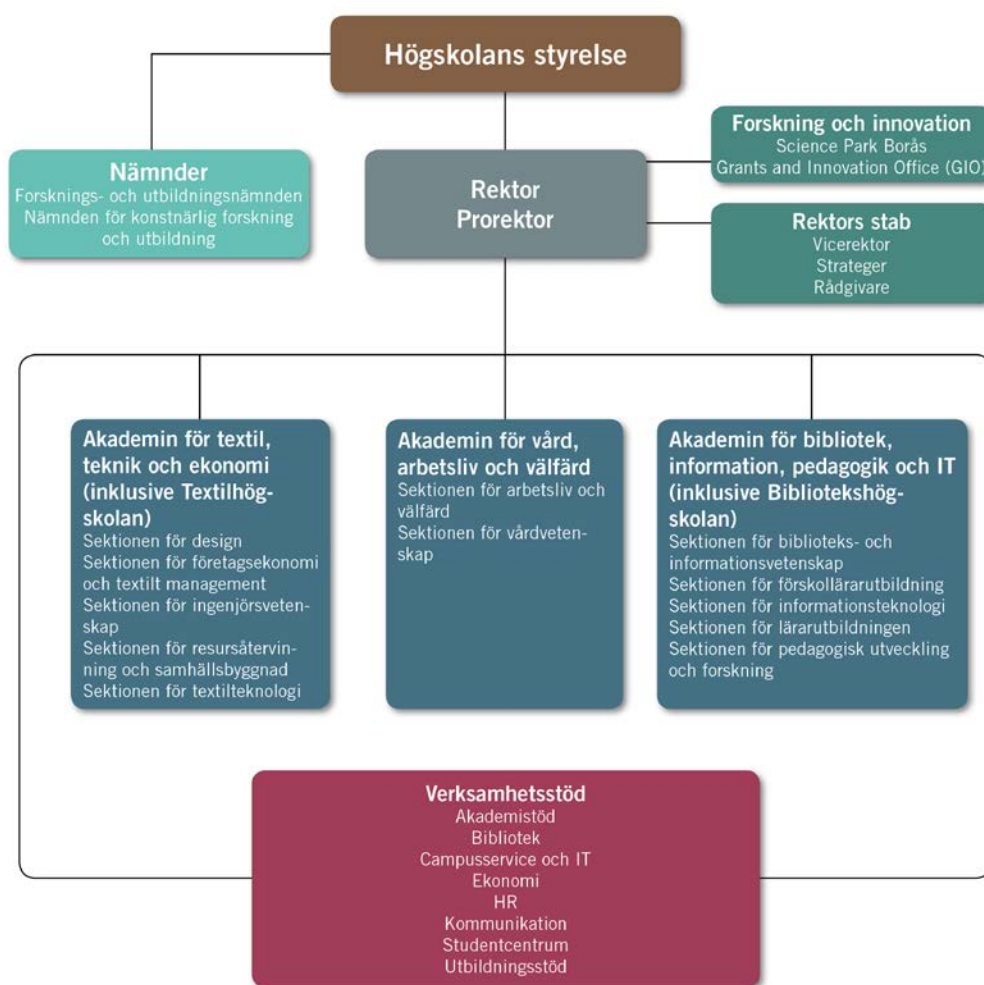 Högskolans styrelse
Nämnder
Forsknings- och utbildningsnämnden
Nämnden för konstnärlig forskning
och utbildning
Rektor
Prorektor
Forskning och innovation
Science Park Borås
Grants and Innovation Office (GIO)
Rektors stab
Vicerektor
Strateger
Rådgivare
Akademin för textil,
teknik och ekonomi
(inklusive Textilhög-
skolan)
Sektionen för design
Sektionen för företagsekonomi
och textilt management
Sektionen för ingenjörsveten-
skap
Sektionen för resursåtervin-
ning och samhällsbyggnad
Sektionen för textilteknologi
Akademin för vård,
arbetsliv och välfärd
Sektionen för arbetsliv och
välfärd
Sektionen för vårdveten-
skap
Akademin för bibliotek,
information, pedagogik och IT
(inklusive Bibliotekshög-
skolan)
Sektionen för biblioteks- och
informationsvetenskap
Sektionen för förskollärarutbildning
Sektionen för informationsteknologi
Sektionen för lärarutbildningen
Sektionen för pedagogisk utveckling
och forskning
Verksamhetsstöd
Akademistöd
Bibliotek
Campusservice och IT
Ekonomi
HR
Kommunikation
Studentcentrum
Utbildningsstöd